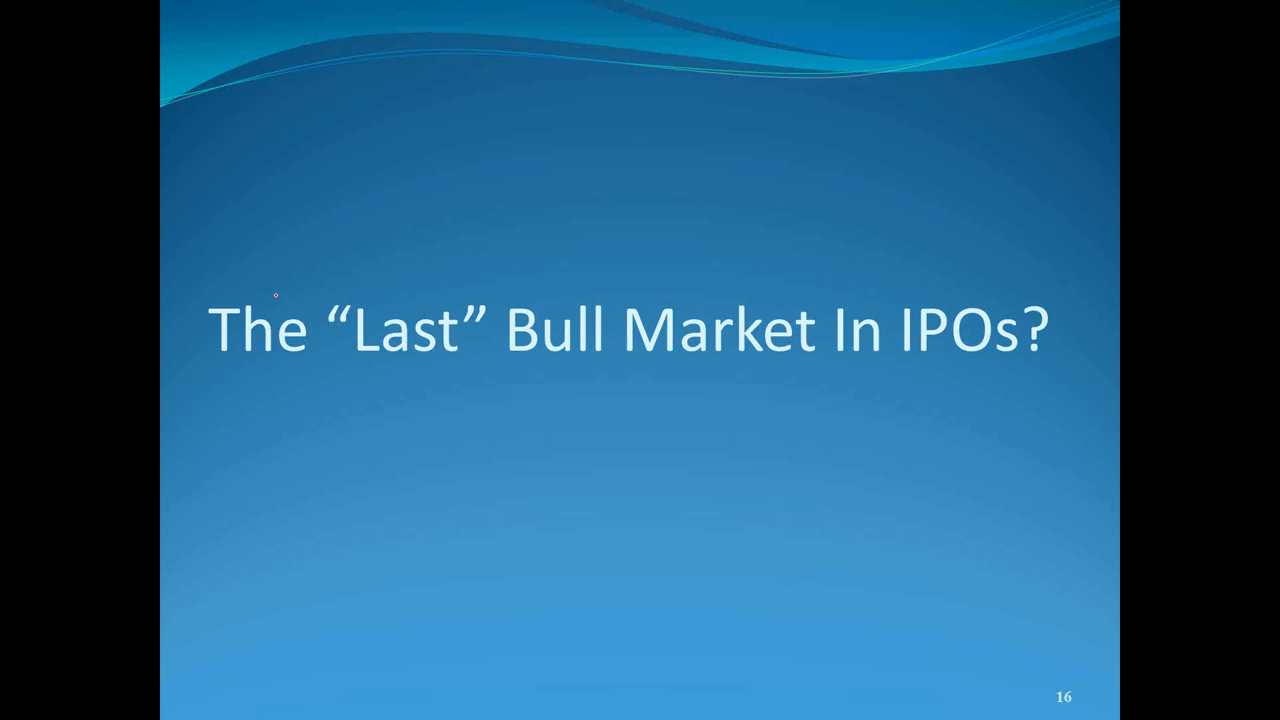 The “Last” Bull Market In IPOs?
16